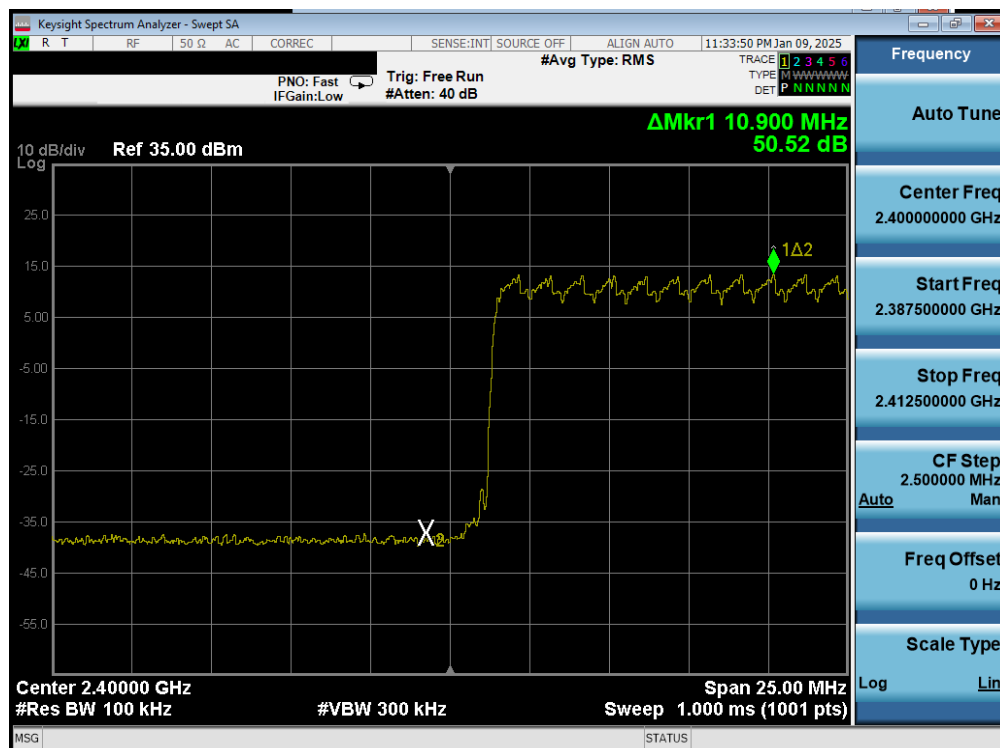 Keysight Spectrum Analyzer - Swept SA
LXI R T RF 50 Ω AC CORREC SENSE:INT SOURCE OFF ALIGN AUTO 11:33:50 PM Jan 09, 2025
PNO: Fast
IFGain:Low
Trig: Free Run
#Atten: 40 dB
#Avg Type: RMS
TRACE 1 2 3 4 5 6
TYPE M W W W W W
DET P N N N N N
ΔMkr1 10.900 MHz
50.52 dB
10 dB/div
Log
Ref 35.00 dBm
25.0
15.0
5.00
-5.00
-15.0
-25.0
-35.0
-45.0
-55.0
1Δ2
X2
Center 2.40000 GHz
Span 25.00 MHz
#Res BW 100 kHz
#VBW 300 kHz
Sweep 1.000 ms (1001 pts)
MSG
STATUS
Frequency
Auto Tune
Center Freq
2.400000000 GHz
Start Freq
2.387500000 GHz
Stop Freq
2.412500000 GHz
CF Step
2.500000 MHz
Auto Man
Freq Offset
0 Hz
Scale Type
Log Lin